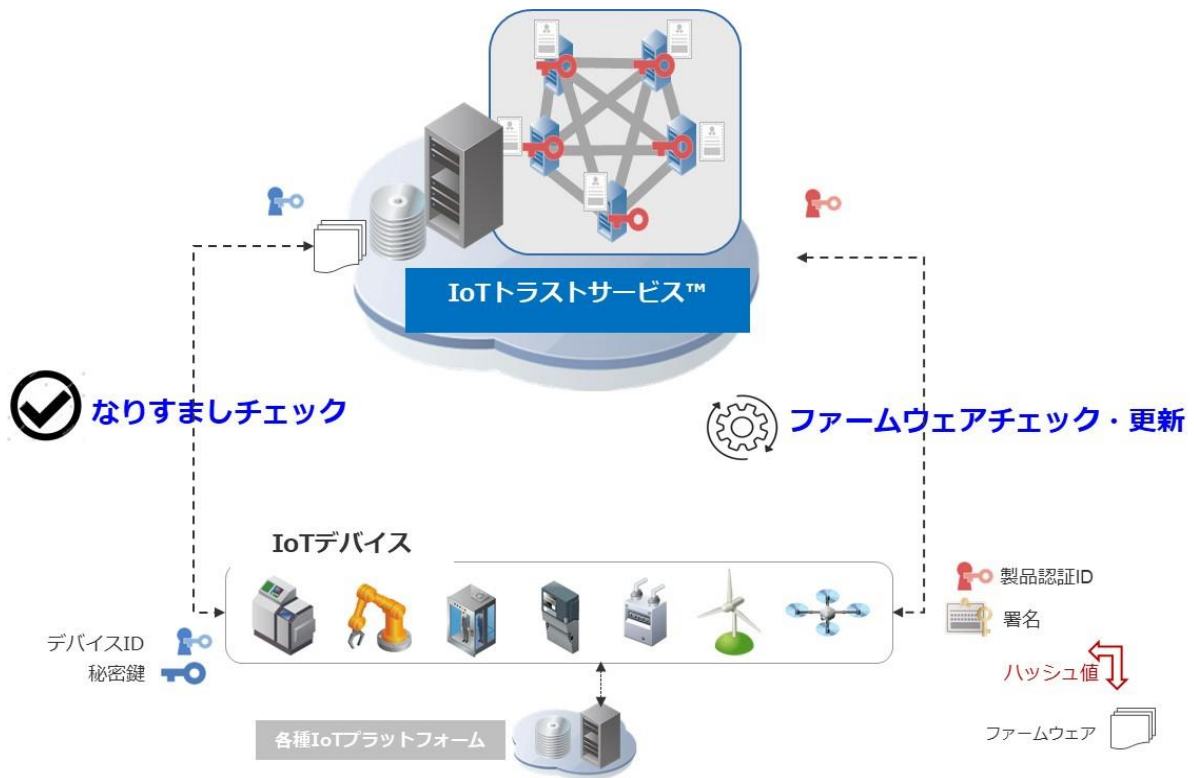 IoTトラストサービス™
なりすましチェック
ファームウェアチェック・更新
IoTデバイス
デバイスID
秘密鍵
製品認証ID
署名
ハッシュ値
ファームウェア
各種IoTプラットフォーム